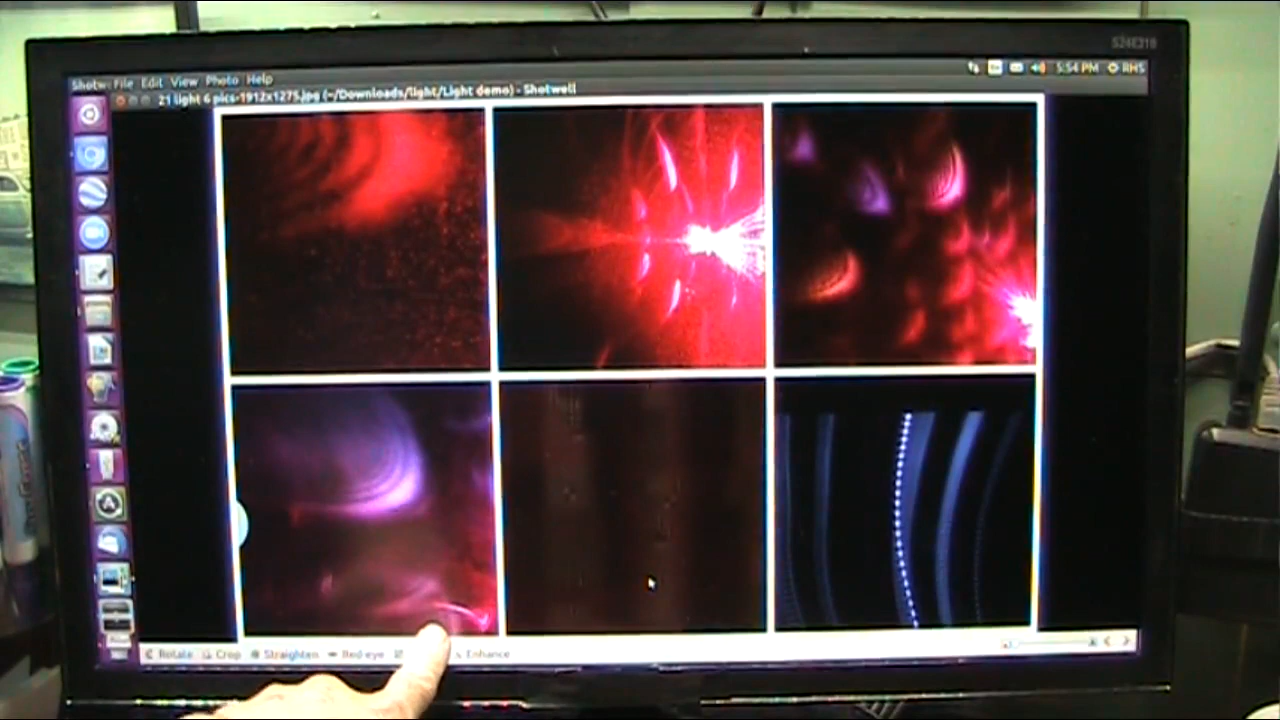 S24E310
Shotw File Edit View Photo Help
5:54 PM RHS
21 light 6 pics-1912x1275.jpg (~/Downloads/light/Light demo) - Shotwell
Rotate Crop Straighten Red-eye Enhance